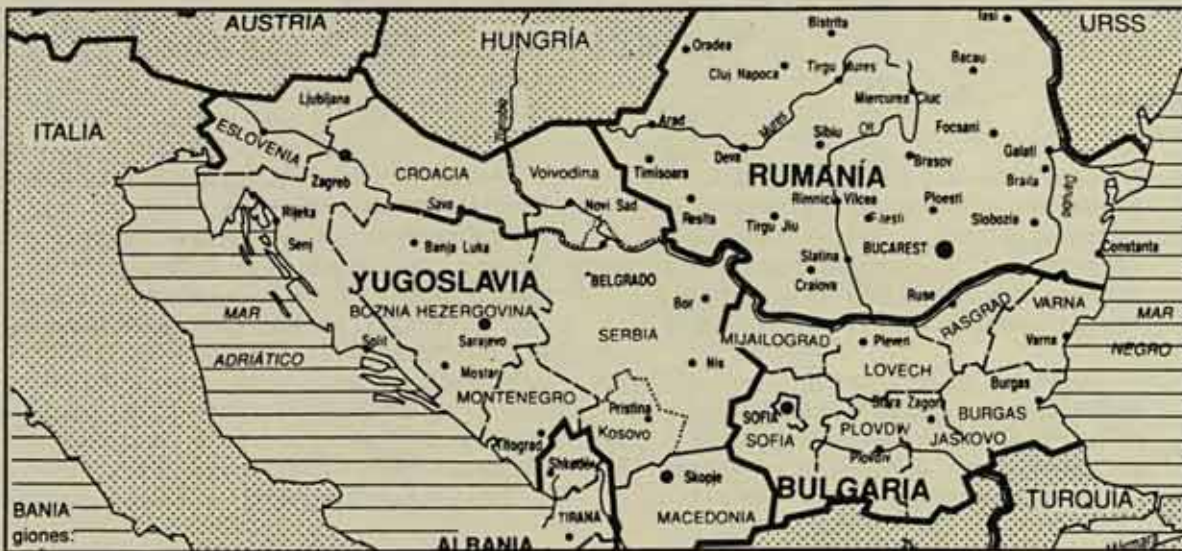 AUSTRIA
HUNGRÍA
URSS
Iasi
Bistrita
Oradea
Cluj Napoca
Tirgu Mures
Bacau
Miercurea Ciuc
Ljubljana
ITALIA
ESLOVENIA
Danubio
Arad
Mures
Olt
Sibiu
Focsani
Deva
Brasov
Galati
Zagreb
CROACIA
Voivodina
Timisoara
RUMANÍA
Braila
Rijeka
Sava
Novi Sad
Resita
Rimnicu Vilcea
Ploesti
Danubio
Senj
Banja Luka
Tirgu Jiu
Slobozia
Slatina
BUCAREST
Constanta
YUGOSLAVIA
BELGRADO
Craiova
Bor
Ruse
MAR
BOZNIA HEZERGOVINA
RASGRAD
VARNA
MAR
Split
Sarajevo
SERBIA
MIJAILOGRAD
Pleven
Varna
ADRIÁTICO
NEGRO
Mostar
Nis
LOVECH
Burgas
MONTENEGRO
Pristina
Stara Zagora
BURGAS
SOFIA
Kosovo
SOFIA
PLOVDIV
JASKOVO
Titograd
Plovdiv
Skopje
BULGARIA
TURQUIA
BANIA
TIRANA
MACEDONIA
giones:
ALBANIA